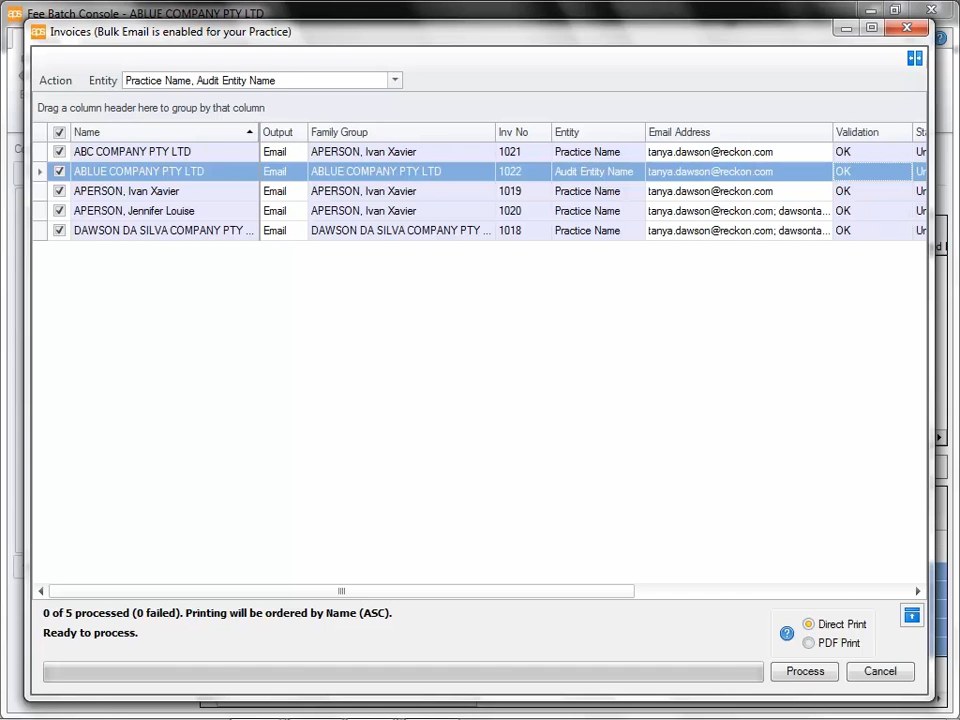 Fee Batch Console - ABLUE COMPANY PTY LTD
aps Invoices (Bulk Email is enabled for your Practice)
Action Entity Practice Name, Audit Entity Name
Drag a column header here to group by that column
Name Output Family Group Inv No Entity Email Address Validation
ABC COMPANY PTY LTD Email APERSON, Ivan Xavier 1021 Practice Name tanya.dawson@reckon.com OK
ABLUE COMPANY PTY LTD Email ABLUE COMPANY PTY LTD 1022 Audit Entity Name tanya.dawson@reckon.com OK
APERSON, Ivan Xavier Email APERSON, Ivan Xavier 1019 Practice Name tanya.dawson@reckon.com OK
APERSON, Jennifer Louise Email APERSON, Ivan Xavier 1020 Practice Name tanya.dawson@reckon.com; dawsonta... OK
DAWSON DA SILVA COMPANY PTY ... Email DAWSON DA SILVA COMPANY PTY ... 1018 Practice Name tanya.dawson@reckon.com; dawsonta... OK
0 of 5 processed (0 failed). Printing will be ordered by Name (ASC).
Ready to process.
Direct Print
PDF Print
Process Cancel